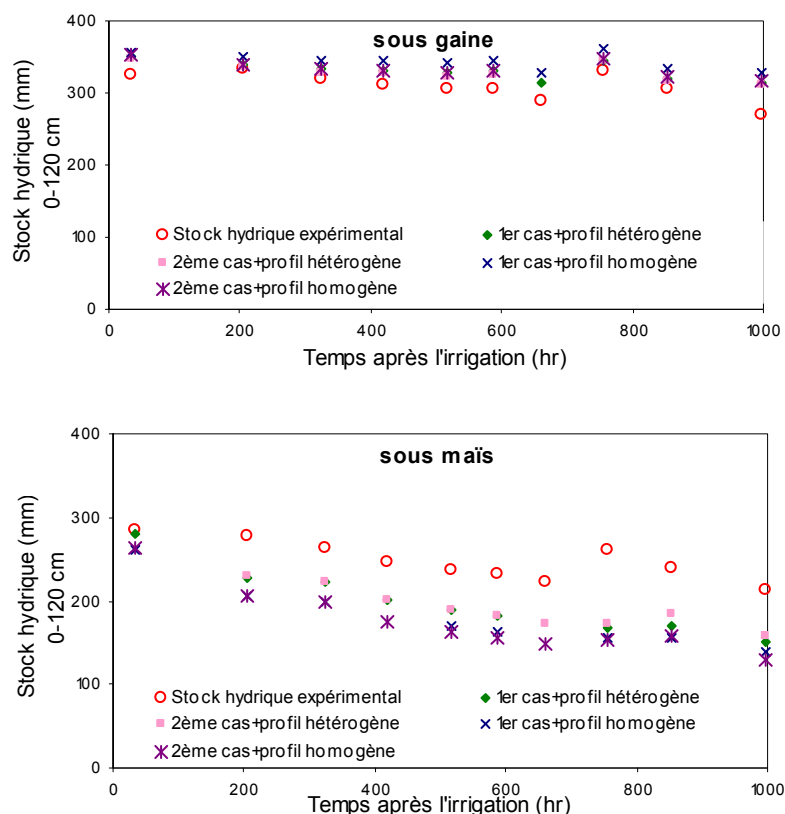 sous gaine
Stock hydrique (mm)
0-120 cm
400
300
200
100
0
Stock hydrique expérimental
1er cas+profil hétérogène
2ème cas+profil hétérogène
1er cas+profil homogène
2ème cas+profil homogène
0 200 400 600 800 1000
Temps après l'irrigation (hr)
sous maïs
Stock hydrique (mm)
0-120 cm
400
300
200
100
0
Stock hydrique expérimental
1er cas+profil hétérogène
2ème cas+profil hétérogène
1er cas+profil homogène
2ème cas+profil homogène
0 200 400 600 800 1000
Temps après l'irrigation (hr)